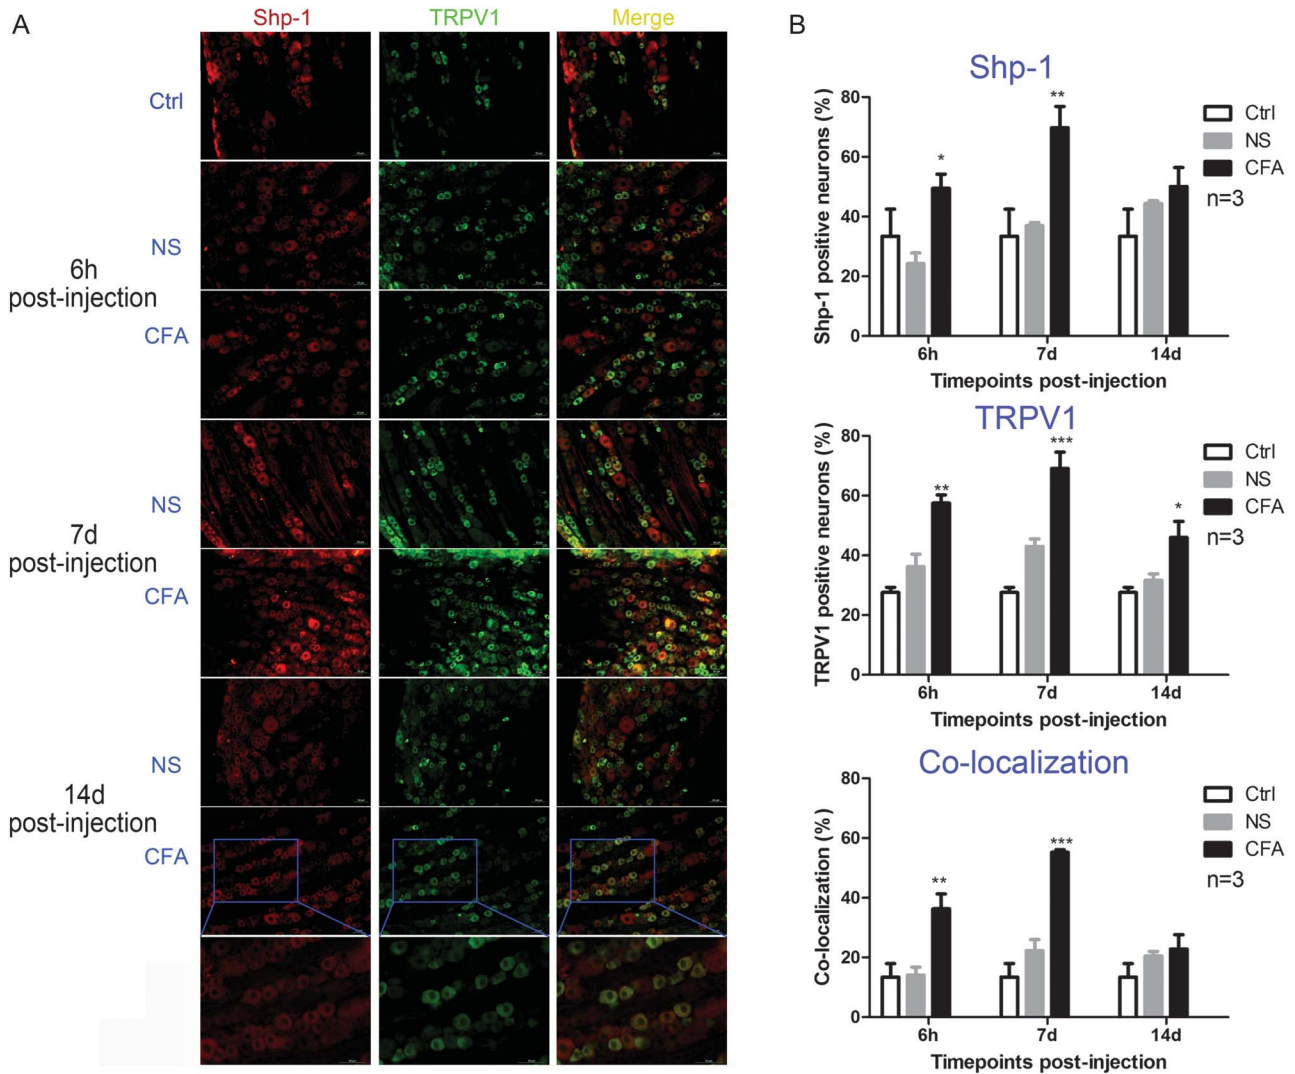 A
Shp-1 TRPV1 Merge
Ctrl
NS
6h
post-injection
CFA
NS
7d
post-injection
CFA
NS
14d
post-injection
CFA
B
Shp-1
Shp-1 positive neurons (%)
80
60
40
20
0
*
**
6h 7d 14d
Timepoints post-injection
Ctrl
NS
CFA
n=3
TRPV1
TRPV1 positive neurons (%)
80
60
40
20
0
**
***
*
6h 7d 14d
Timepoints post-injection
Ctrl
NS
CFA
n=3
Co-localization
Co-localization (%)
80
60
40
20
0
**
***
6h 7d 14d
Timepoints post-injection
Ctrl
NS
CFA
n=3